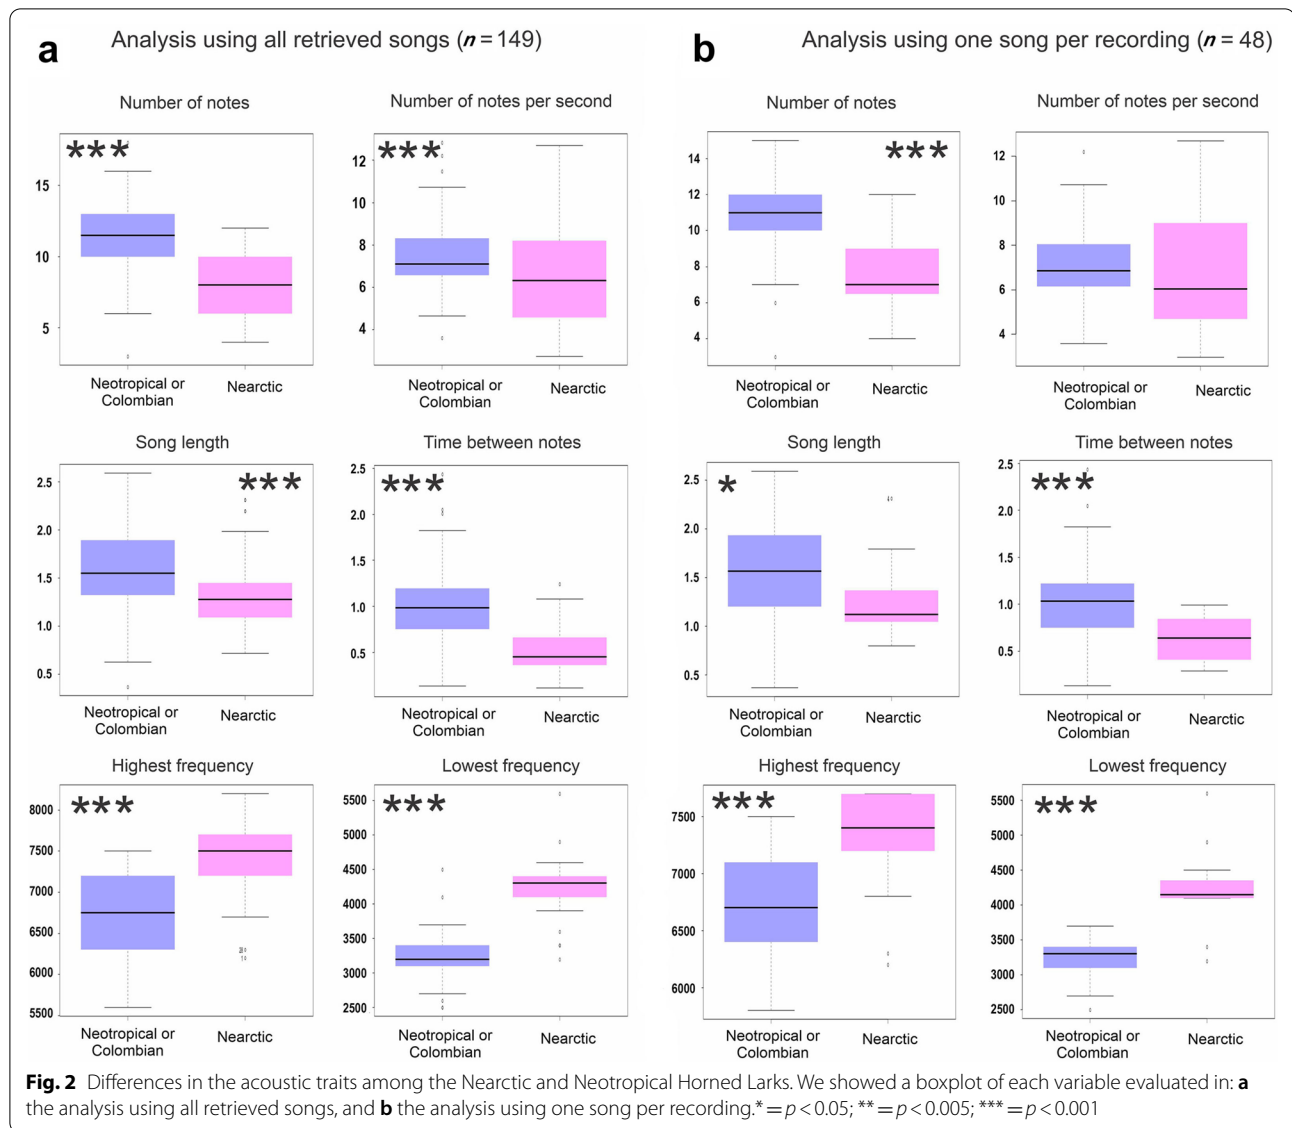 a Analysis using all retrieved songs (n = 149)
Number of notes
***
15
10
5
Neotropical or
Colombian
Nearctic
Number of notes per second
***
12
10
8
6
4
Neotropical or
Colombian
Nearctic
Song length
***
2.5
2.0
1.5
1.0
0.5
Neotropical or
Colombian
Nearctic
Time between notes
***
2.5
2.0
1.5
1.0
0.5
Neotropical or
Colombian
Nearctic
Highest frequency
***
8000
7500
7000
6500
6000
5500
Neotropical or
Colombian
Nearctic
Lowest frequency
***
5500
5000
4500
4000
3500
3000
2500
Neotropical or
Colombian
Nearctic
b Analysis using one song per recording (n = 48)
Number of notes
***
14
12
10
8
6
4
Neotropical or
Colombian
Nearctic
Number of notes per second
12
10
8
6
4
Neotropical or
Colombian
Nearctic
Song length
*
2.5
2.0
1.5
1.0
0.5
Neotropical or
Colombian
Nearctic
Time between notes
***
2.5
2.0
1.5
1.0
0.5
Neotropical or
Colombian
Nearctic
Highest frequency
***
7500
7000
6500
6000
Neotropical or
Colombian
Nearctic
Lowest frequency
***
5500
5000
4500
4000
3500
3000
2500
Neotropical or
Colombian
Nearctic
Fig. 2 Differences in the acoustic traits among the Nearctic and Neotropical Horned Larks. We showed a boxplot of each variable evaluated in: a
the analysis using all retrieved songs, and b the analysis using one song per recording.* = p < 0.05; ** = p < 0.005; *** = p < 0.001